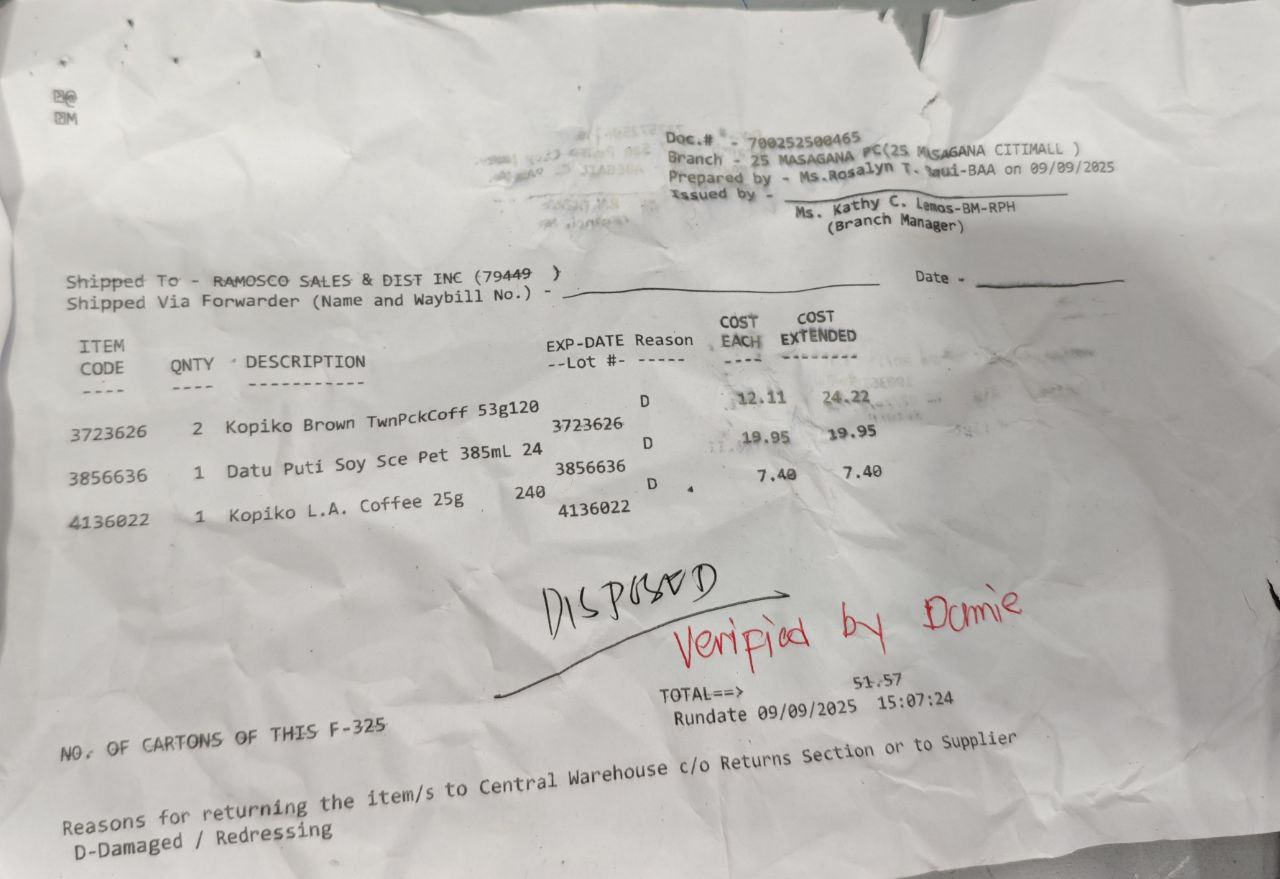 Doc.# - 700252500465
Branch - 25 MASAGANA PC(25 MASAGANA CITIMALL )
Prepared by - Ms.Rosalyn T. -BAA on 09/09/2025
Issued by -
Ms. Kathy C. Lemos-BM-RPH
(Branch Manager)
Shipped To - RAMOSCO SALES & DIST INC (79449 )
Date -
Shipped Via Forwarder (Name and Waybill No.) -
ITEM CODE QNTY DESCRIPTION EXP-DATE --Lot #- Reason COST EACH COST EXTENDED
---- ---- ----------- ----- ---- --------
3723626 2 Kopiko Brown TwnPckCoff 53g120 3723626 D 12.11 24.22
3856636 1 Datu Puti Soy Sce Pet 385mL 24 3856636 D 19.95 19.95
4136022 1 Kopiko L.A. Coffee 25g 240 4136022 D 7.40 7.40
DISPOSED
Verified by Domie
TOTAL==> 51.57
Rundate 09/09/2025 15:07:24
NO. OF CARTONS OF THIS F-325
Reasons for returning the item/s to Central Warehouse c/o Returns Section or to Supplier
D-Damaged / Redressing